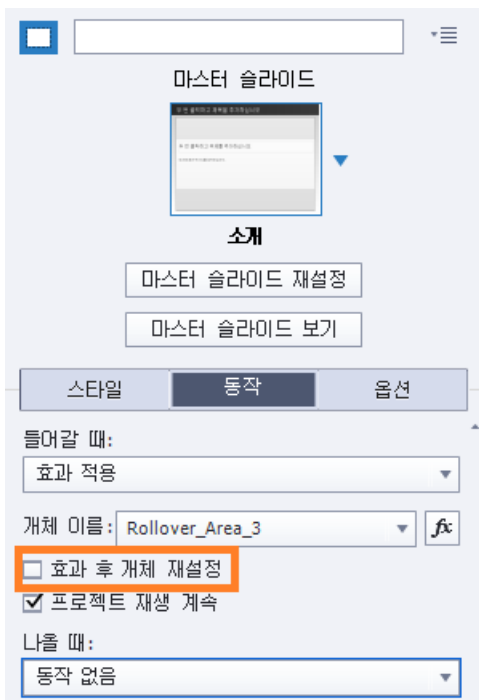 마스터 슬라이드
소개
마스터 슬라이드 재설정
마스터 슬라이드 보기
스타일 동작 옵션
들어갈 때:
효과 적용
개체 이름: Rollover_Area_3 fx
효과 후 개체 재설정
프로젝트 재생 계속
나올 때:
동작 없음